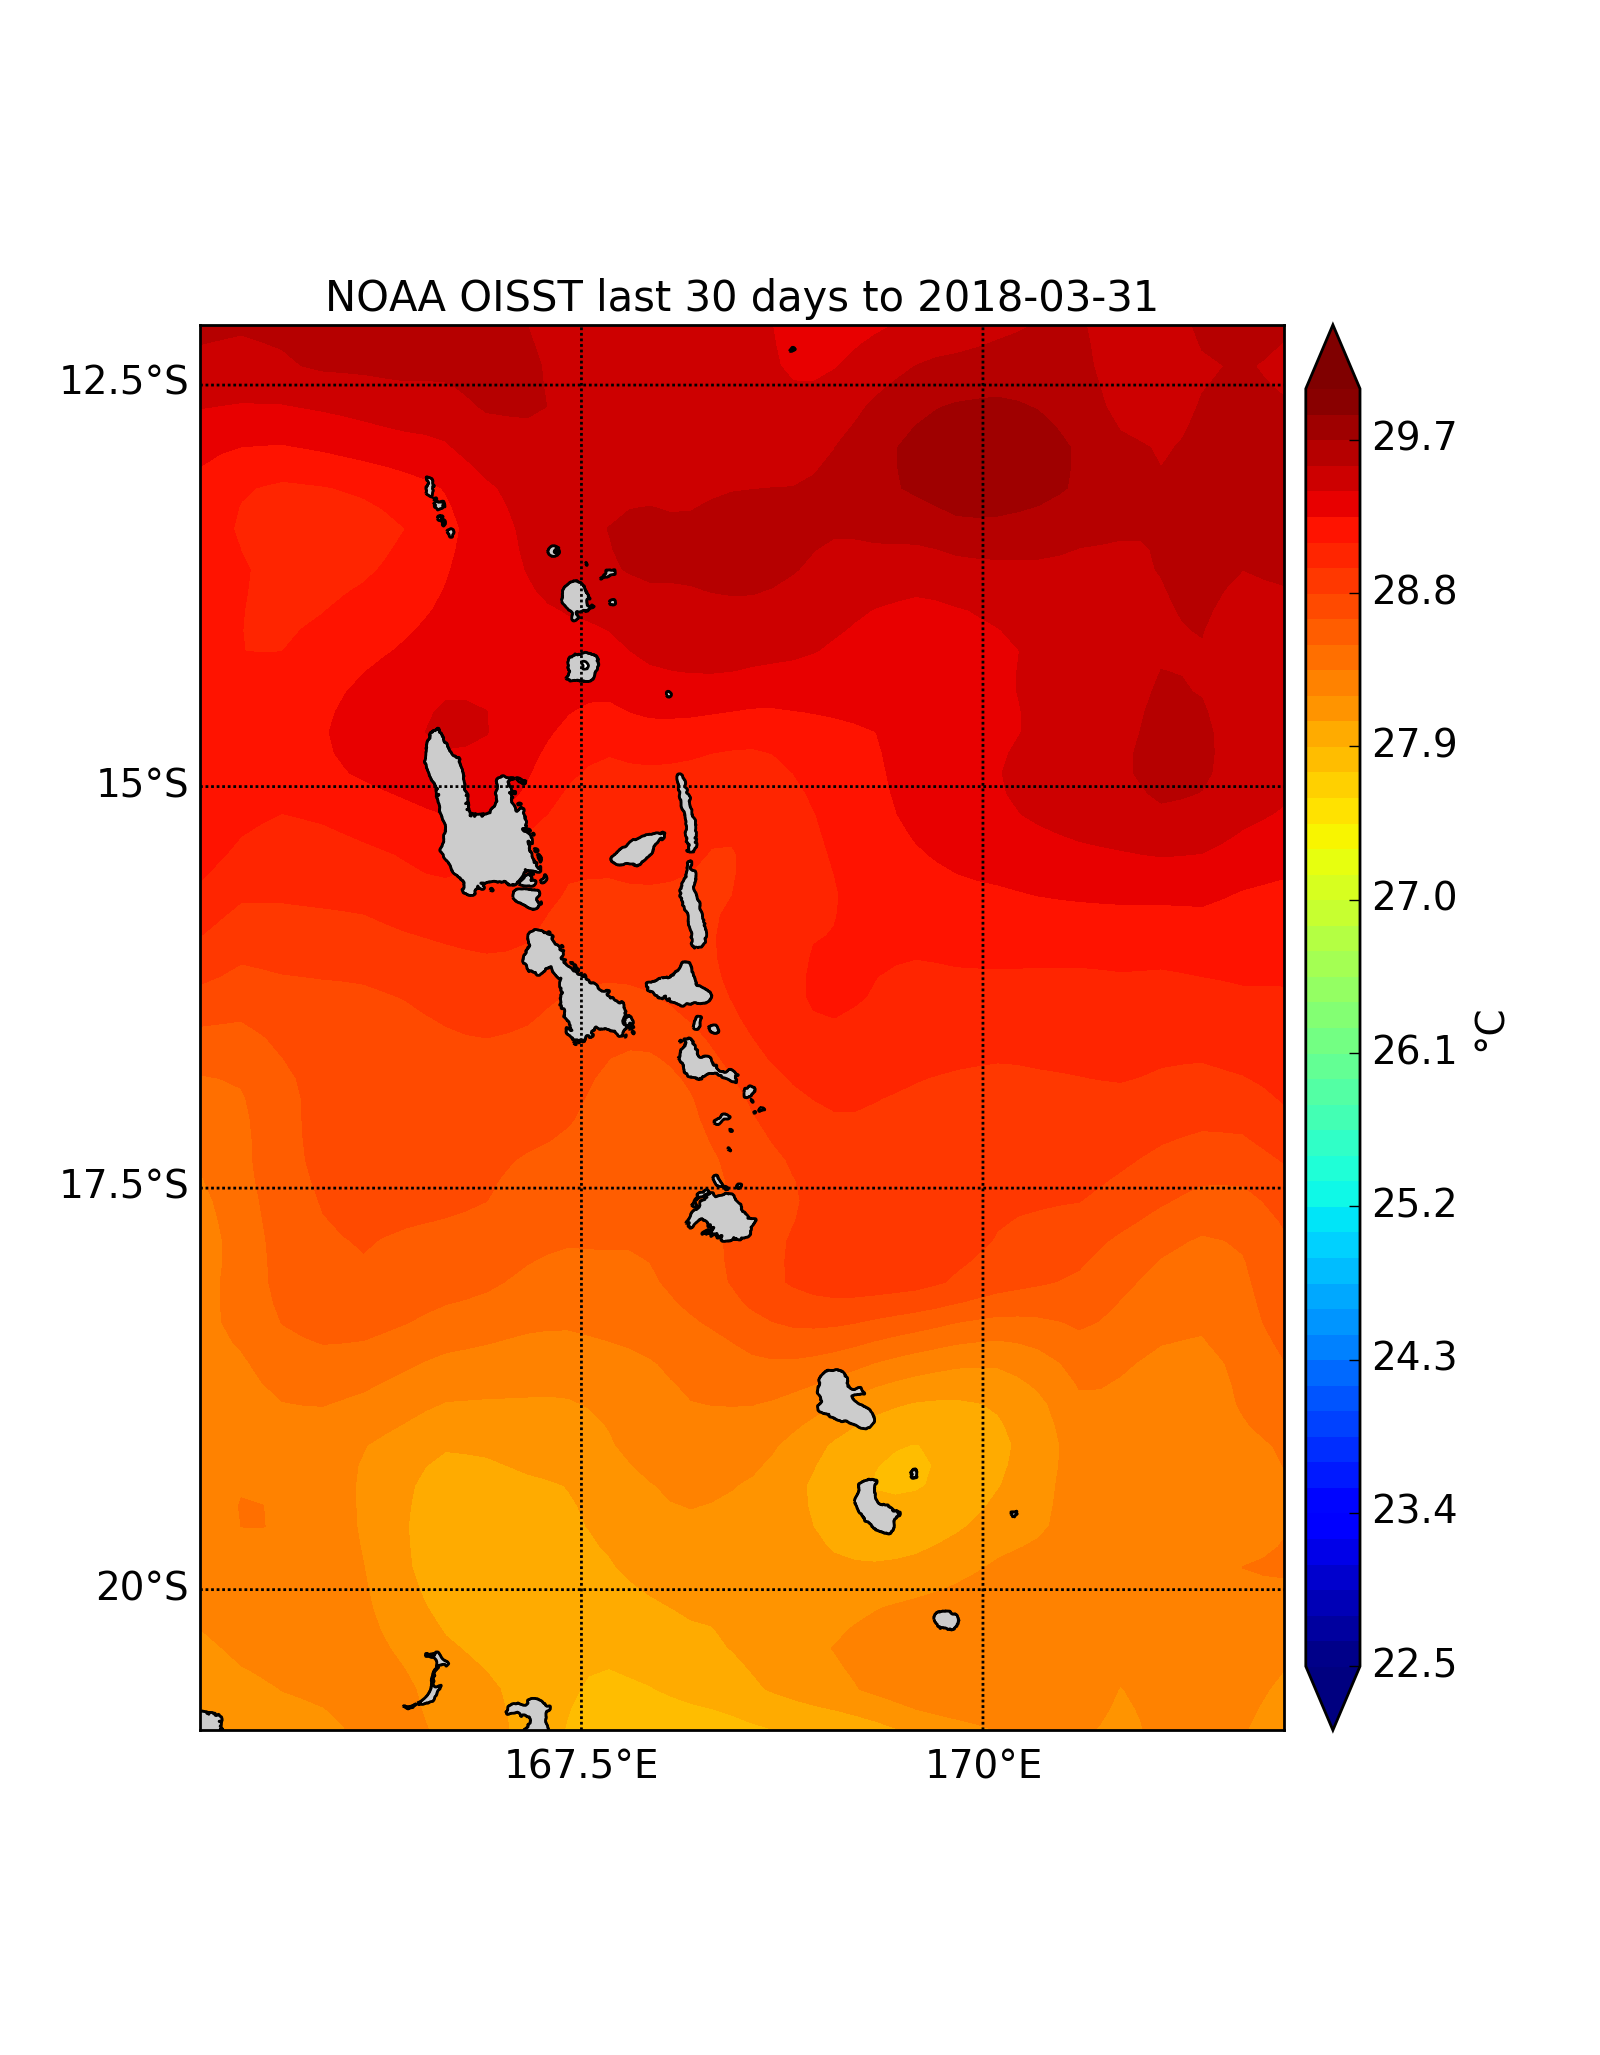 NOAA OISST last 30 days to 2018-03-31
12.5°S
15°S
17.5°S
20°S
167.5°E
170°E
29.7
28.8
27.9
27.0
26.1
25.2
24.3
23.4
22.5
°C